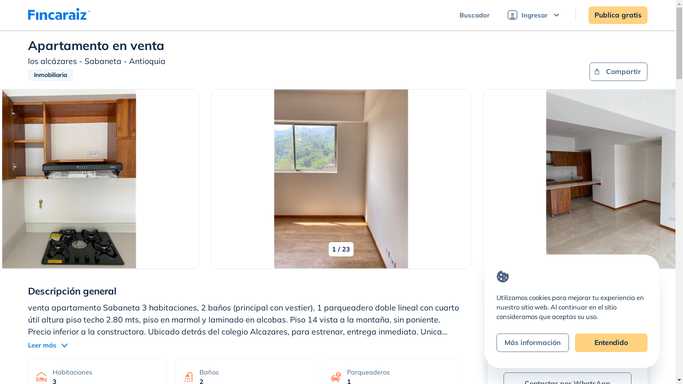 Fincaraiz
Buscador
Ingresar
Publica gratis
Apartamento en venta
los alcázares - Sabaneta - Antioquia
Inmobiliaria
Compartir
1 / 23
Descripción general
venta apartamento Sabaneta 3 habitaciones, 2 baños (principal con vestier), 1 parqueadero doble lineal con cuarto
útil altura piso techo 2.80 mts, piso en marmol y laminado en alcobas. Piso 14 vista a la montaña, sin poniente.
Precio inferior a la constructora. Ubicado detrás del colegio Alcazares, para estrenar, entrega inmediata. Unica...
Leer más
Habitaciones
3
Baños
2
Parqueaderos
1
Utilizamos cookies para mejorar tu experiencia en
nuestro sitio web. Al continuar en el sitio
consideramos que aceptas su uso.
Más información
Entendido
Contactar por WhatsApp